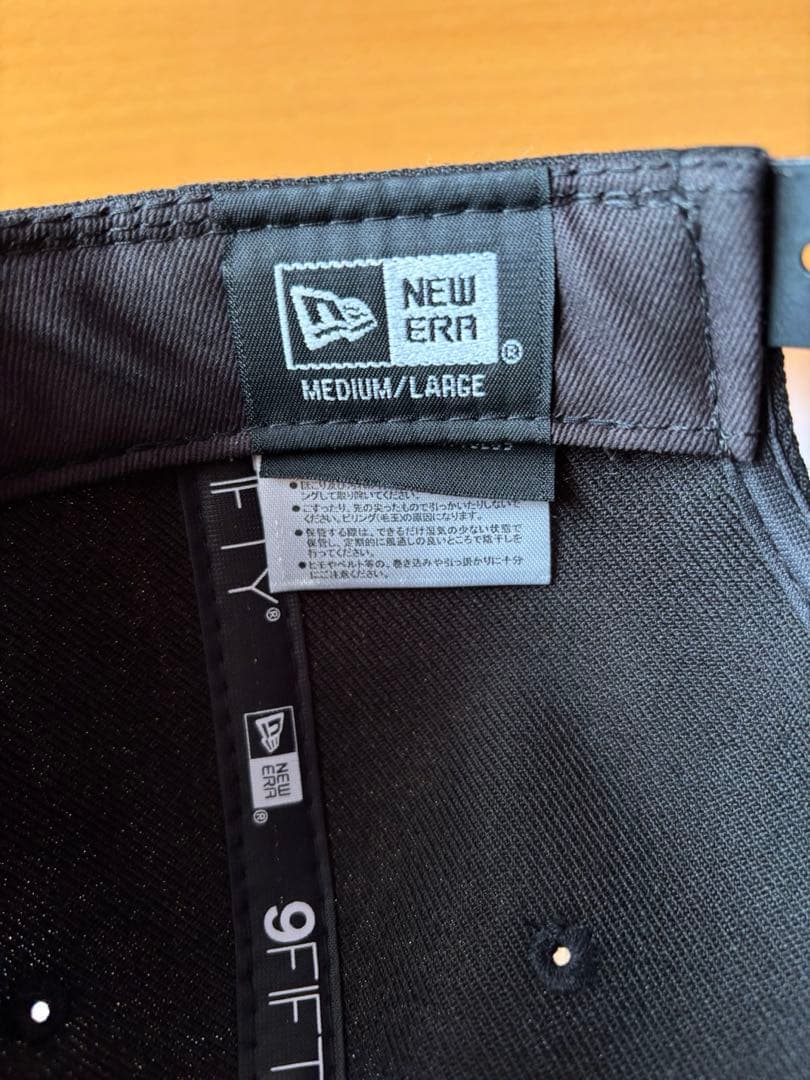 NEW
ERA
®
MEDIUM/LARGE
ングして取り除いてください。
●こすったり、先の尖ったもので引っかいたりしないで
ください。ピリング(毛玉)の原因になります。
●保管する際は、できるだけ湿気の少ない状態で
保管し、定期的に風通しの良いところで陰干しを
行ってください。
●ヒモやベルト等の、巻き込みや引っ掛かりに十分
にご注意ください。
IFTY®
NEW
ERA
®
9FIFT